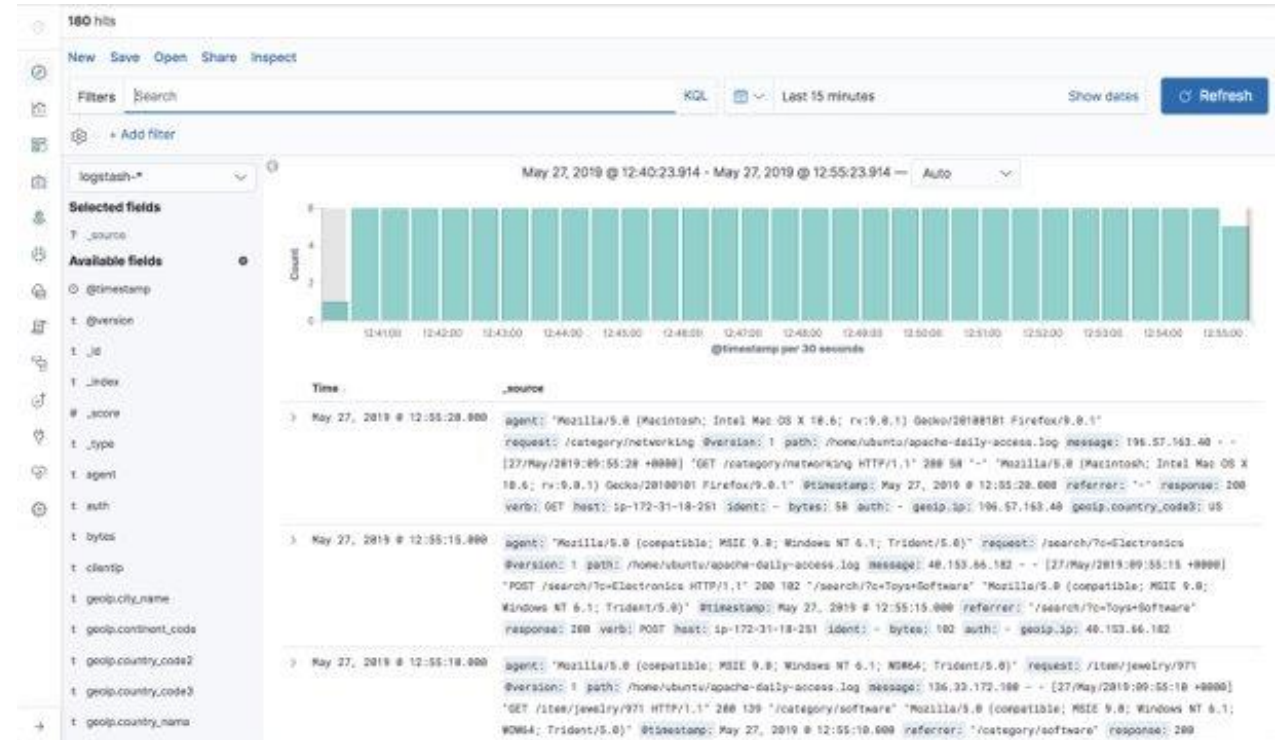 180 hits
New Save Open Share Inspect
Filters Search KQL Last 15 minutes Show dates Refresh
+ Add filter
logstash-*
May 27, 2019 @ 12:40:23.914 - May 27, 2019 @ 12:55:23.914 — Auto
Selected fields
? _source
Available fields
@timestamp
t @version
t _id
t _index
# _score
t _type
t agent
t auth
t bytes
t clientip
t geoip.city_name
t geoip.continent_code
t geoip.country_code2
t geoip.country_code3
t geoip.country_name
Count
6
4
2
0
12:41:00 12:42:00 12:43:00 12:44:00 12:45:00 12:46:00 12:47:00 12:48:00 12:49:00 12:50:00 12:51:00 12:52:00 12:53:00 12:54:00 12:55:00
@timestamp per 30 seconds
Time _source
May 27, 2019 @ 12:55:20.000
agent: "Mozilla/5.0 (Macintosh; Intel Mac OS X 10.6; rv:9.0.1) Gecko/20100101 Firefox/9.0.1"
request: /category/networking @version: 1 path: /home/ubuntu/apache-daily-access.log message: 196.57.163.40 - -
[27/May/2019:09:55:20 +0000] "GET /category/networking HTTP/1.1" 200 58 "-" "Mozilla/5.0 (Macintosh; Intel Mac OS X
10.6; rv:9.0.1) Gecko/20100101 Firefox/9.0.1" @timestamp: May 27, 2019 @ 12:55:20.000 referrer: "-" response: 200
verb: GET host: ip-172-31-18-251 ident: - bytes: 58 auth: - geoip.ip: 196.57.163.40 geoip.country_code3: US
May 27, 2019 @ 12:55:15.000
agent: "Mozilla/5.0 (compatible; MSIE 9.0; Windows NT 6.1; Trident/5.0)" request: /search/?c=Electronics
@version: 1 path: /home/ubuntu/apache-daily-access.log message: 40.153.66.182 - - [27/May/2019:09:55:15 +0000]
"POST /search/?c=Electronics HTTP/1.1" 200 102 "/search/?c=Toys+Software" "Mozilla/5.0 (compatible; MSIE 9.0;
Windows NT 6.1; Trident/5.0)" @timestamp: May 27, 2019 @ 12:55:15.000 referrer: "/search/?c=Toys+Software"
response: 200 verb: POST host: ip-172-31-18-251 ident: - bytes: 102 auth: - geoip.ip: 40.153.66.182
May 27, 2019 @ 12:55:10.000
agent: "Mozilla/5.0 (compatible; MSIE 9.0; Windows NT 6.1; WOW64; Trident/5.0)" request: /item/jewelry/971
@version: 1 path: /home/ubuntu/apache-daily-access.log message: 136.33.172.100 - - [27/May/2019:09:55:10 +0000]
"GET /item/jewelry/971 HTTP/1.1" 200 139 "/category/software" "Mozilla/5.0 (compatible; MSIE 9.0; Windows NT 6.1;
WOW64; Trident/5.0)" @timestamp: May 27, 2019 @ 12:55:10.000 referrer: "/category/software" response: 200